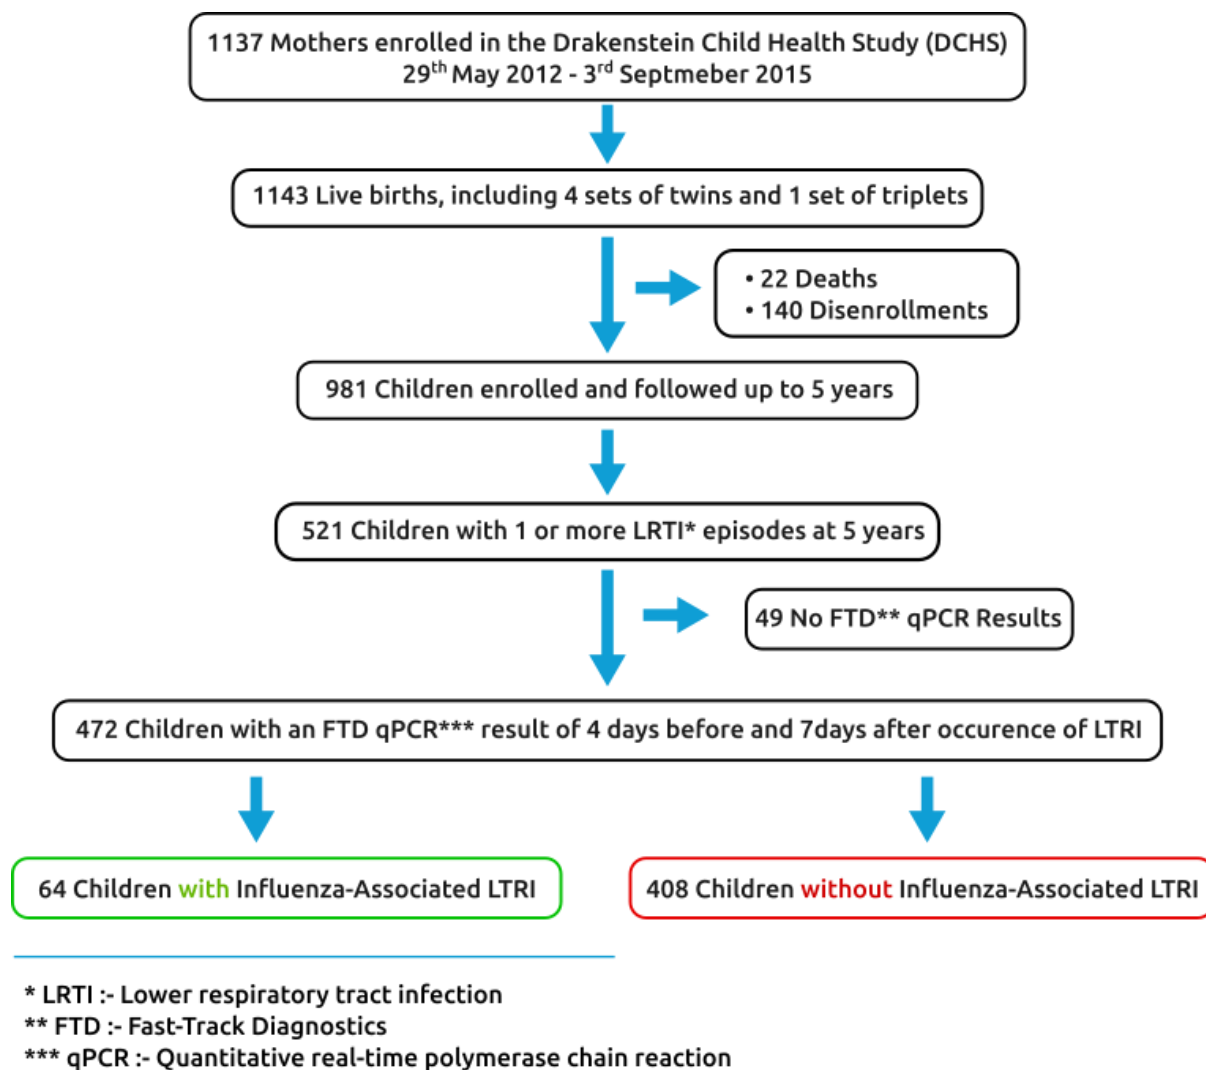 1137 Mothers enrolled in the Drakenstein Child Health Study (DCHS)
29th May 2012 - 3rd Septmeber 2015
1143 Live births, including 4 sets of twins and 1 set of triplets
• 22 Deaths
• 140 Disenrollments
981 Children enrolled and followed up to 5 years
521 Children with 1 or more LRTI* episodes at 5 years
49 No FTD** qPCR Results
472 Children with an FTD qPCR*** result of 4 days before and 7days after occurence of LTRI
64 Children with Influenza-Associated LTRI
408 Children without Influenza-Associated LTRI
* LRTI :- Lower respiratory tract infection
** FTD :- Fast-Track Diagnostics
*** qPCR :- Quantitative real-time polymerase chain reaction